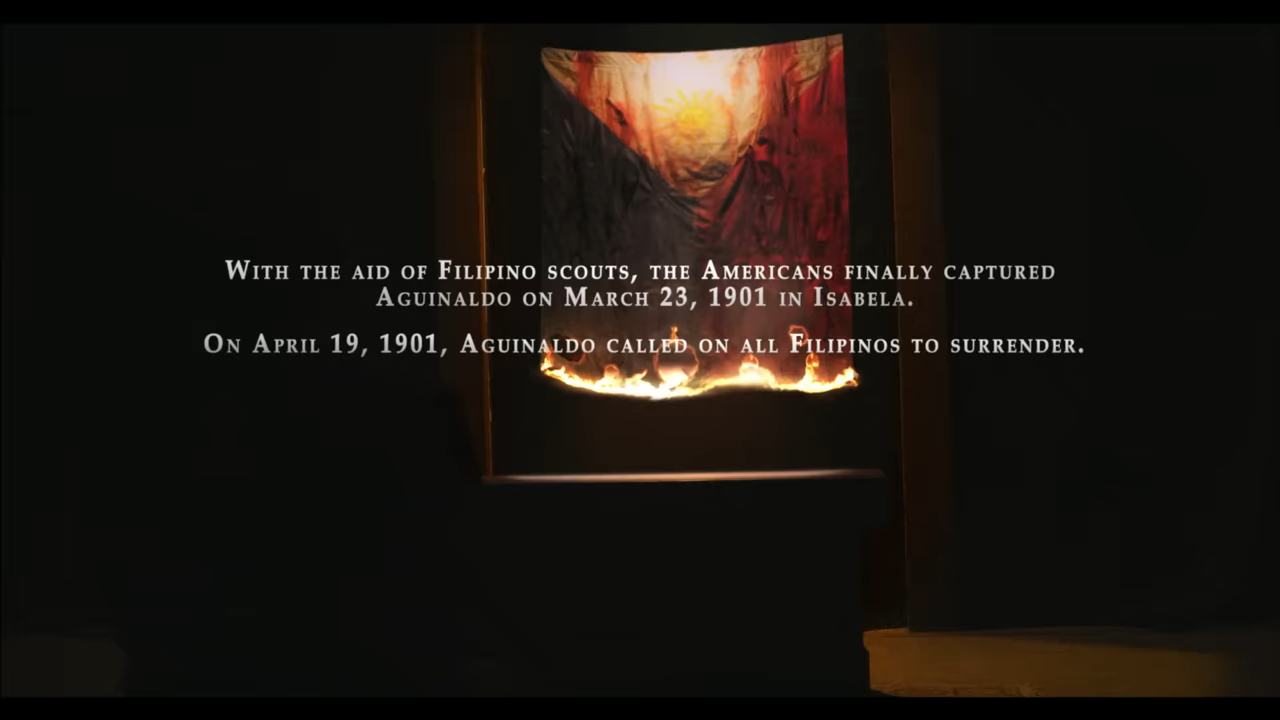 With the aid of Filipino scouts, the Americans finally captured
Aguinaldo on March 23, 1901 in Isabela.
On April 19, 1901, Aguinaldo called on all Filipinos to surrender.